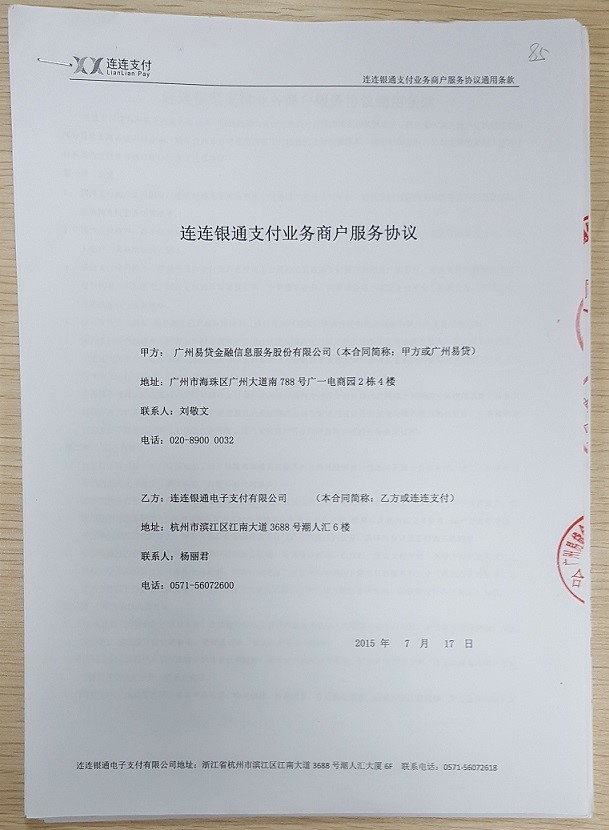 85
连连支付
LianLian Pay
连连银通支付业务商户服务协议通用条款
连连银通支付业务商户服务协议
甲方： 广州易贷金融信息服务股份有限公司（本合同简称：甲方或广州易贷）
地址：广州市海珠区广州大道南 788 号广一电商园 2 栋 4 楼
联系人：刘敬文
电话：020-8900 0032
乙方：连连银通电子支付有限公司 （本合同简称：乙方或连连支付）
地址：杭州市滨江区江南大道 3688 号潮人汇 6 楼
联系人：杨丽君
电话：0571-56072600
2015 年 7 月 17 日
连连银通电子支付有限公司地址：浙江省杭州市滨江区江南大道 3688 号潮人汇大厦 6F 联系电话：0571-56072618
广州易贷
合